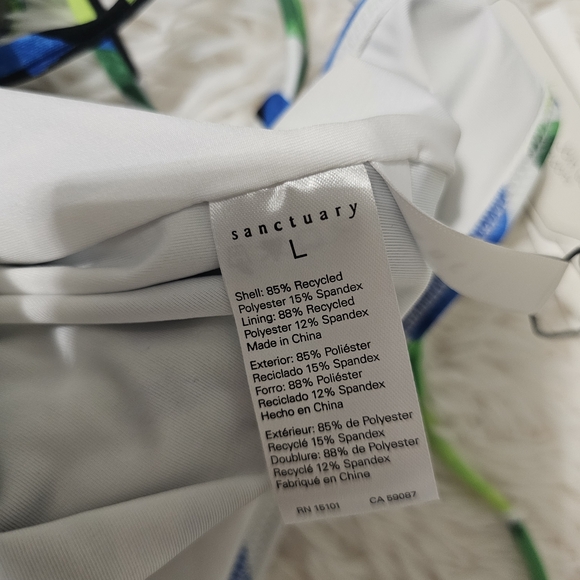 sanctuary
L
Shell: 85% Recycled
Polyester 15% Spandex
Lining: 88% Recycled
Polyester 12% Spandex
Made in China
Exterior: 85% Poliéster
Reciclado 15% Spandex
Forro: 88% Poliéster
Reciclado 12% Spandex
Hecho en China
Extérieur: 85% de Polyester
Recyclé 15% Spandex
Doublure: 88% de Polyester
Recyclé 12% Spandex
Fabriqué en China
RN 15101 CA 59087